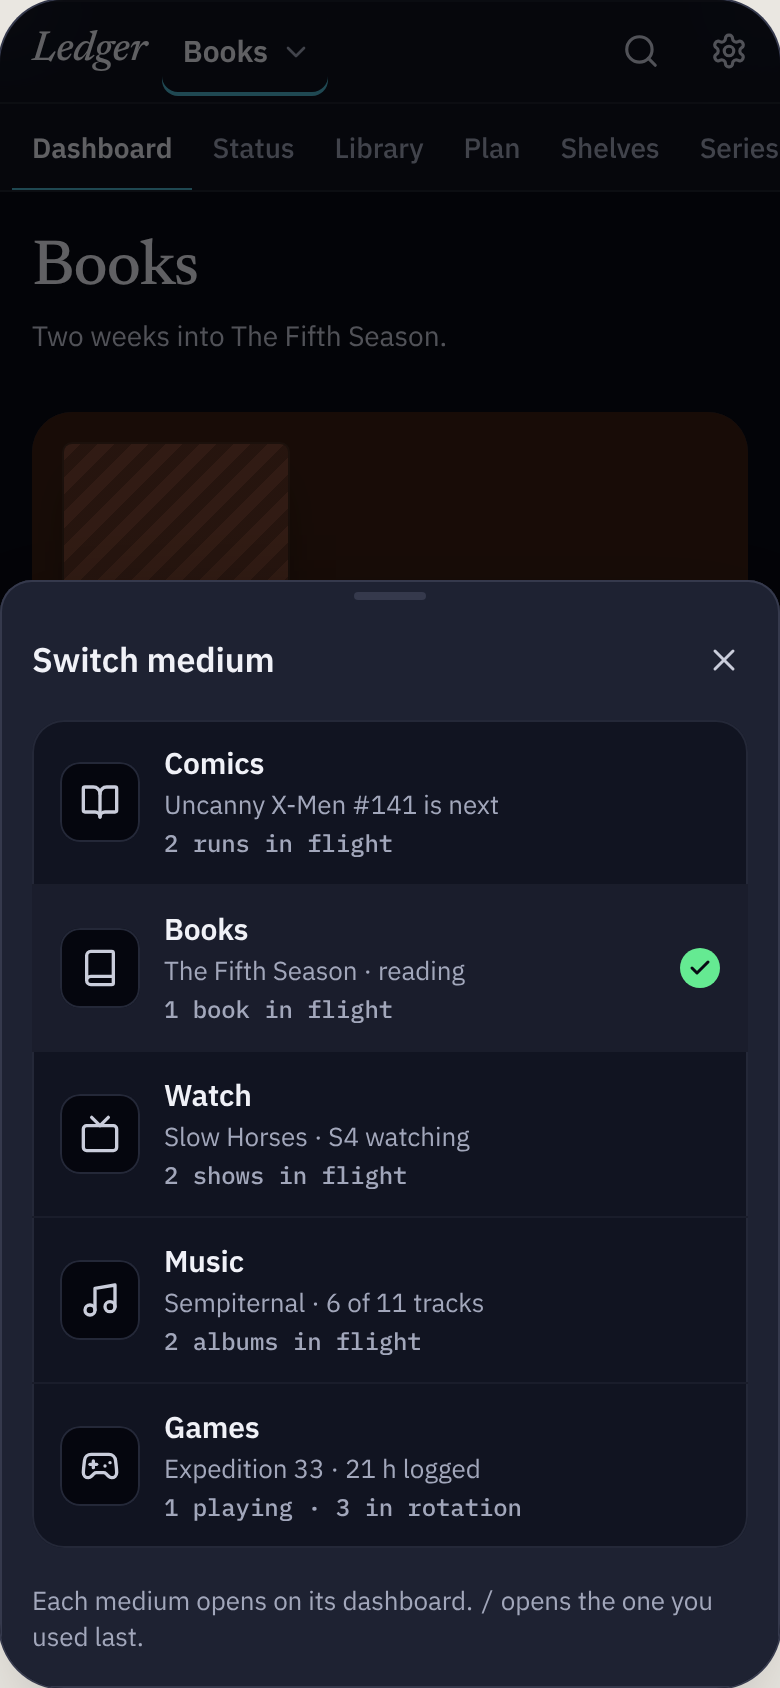 Ledger Books
Dashboard Status Library Plan Shelves Series
Books
Two weeks into The Fifth Season.
Switch medium
Comics
Uncanny X-Men #141 is next
2 runs in flight
Books
The Fifth Season · reading
1 book in flight
Watch
Slow Horses · S4 watching
2 shows in flight
Music
Sempiternal · 6 of 11 tracks
2 albums in flight
Games
Expedition 33 · 21 h logged
1 playing · 3 in rotation
Each medium opens on its dashboard. / opens the one you
used last.